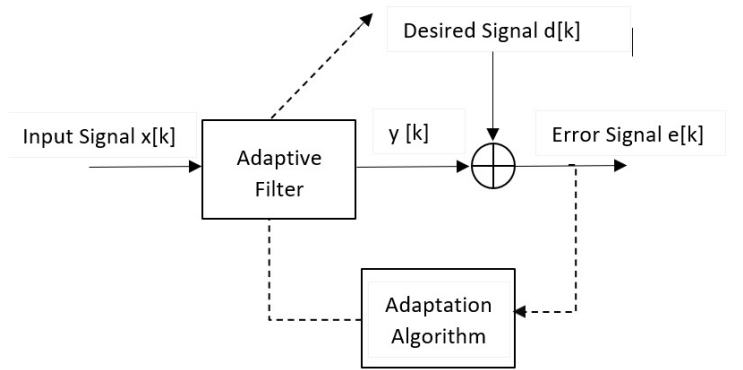 Desired Signal d[k]
Input Signal x[k]
y [k]
Error Signal e[k]
Adaptive
Filter
Adaptation
Algorithm